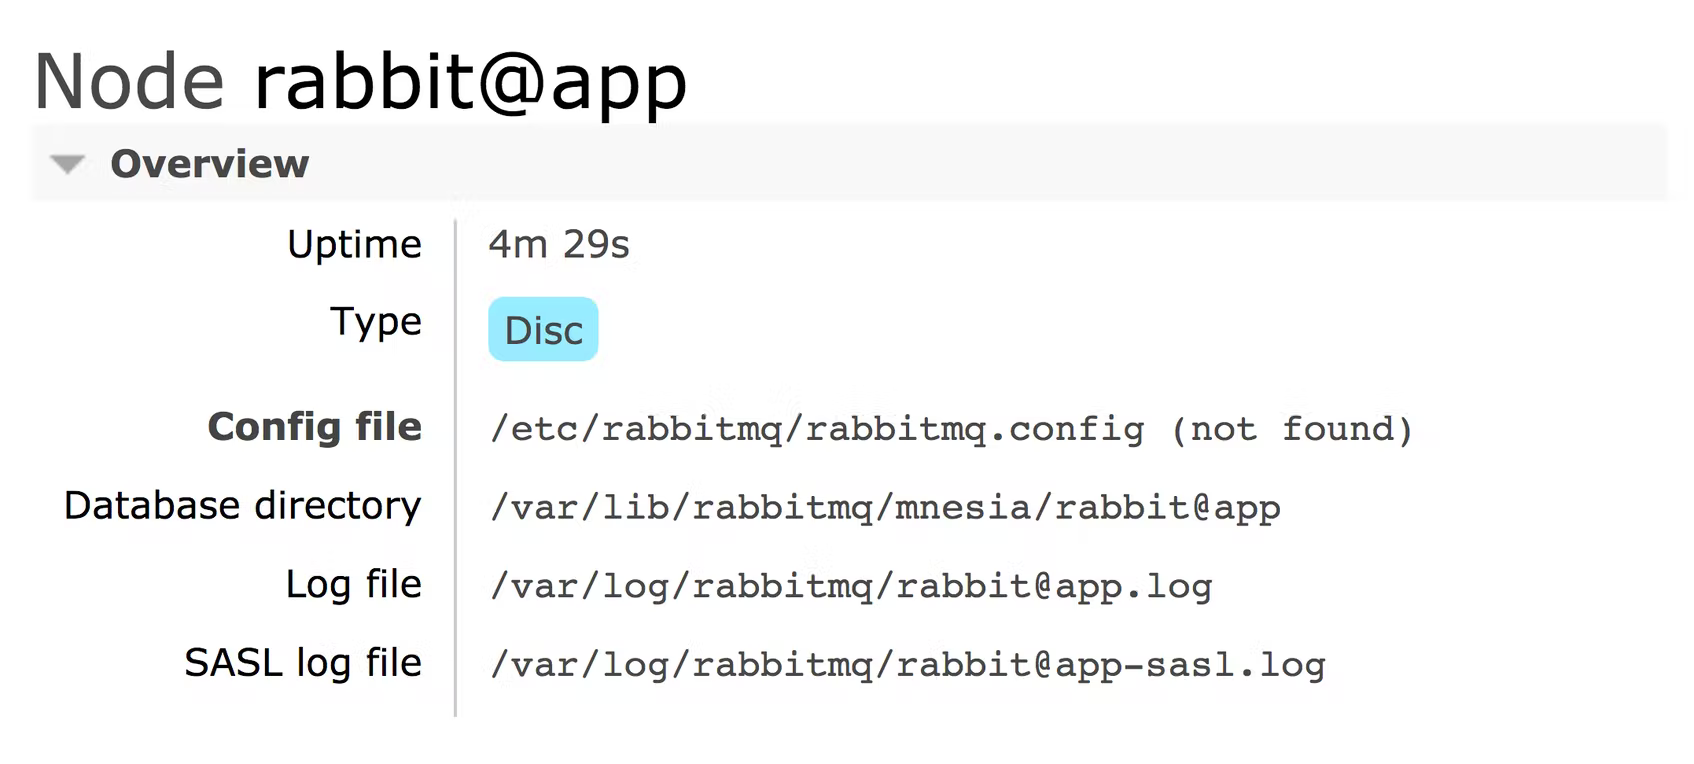 Node rabbit@app
Overview
Uptime 4m 29s
Type Disc
Config file /etc/rabbitmq/rabbitmq.config (not found)
Database directory /var/lib/rabbitmq/mnesia/rabbit@app
Log file /var/log/rabbitmq/rabbit@app.log
SASL log file /var/log/rabbitmq/rabbit@app-sasl.log